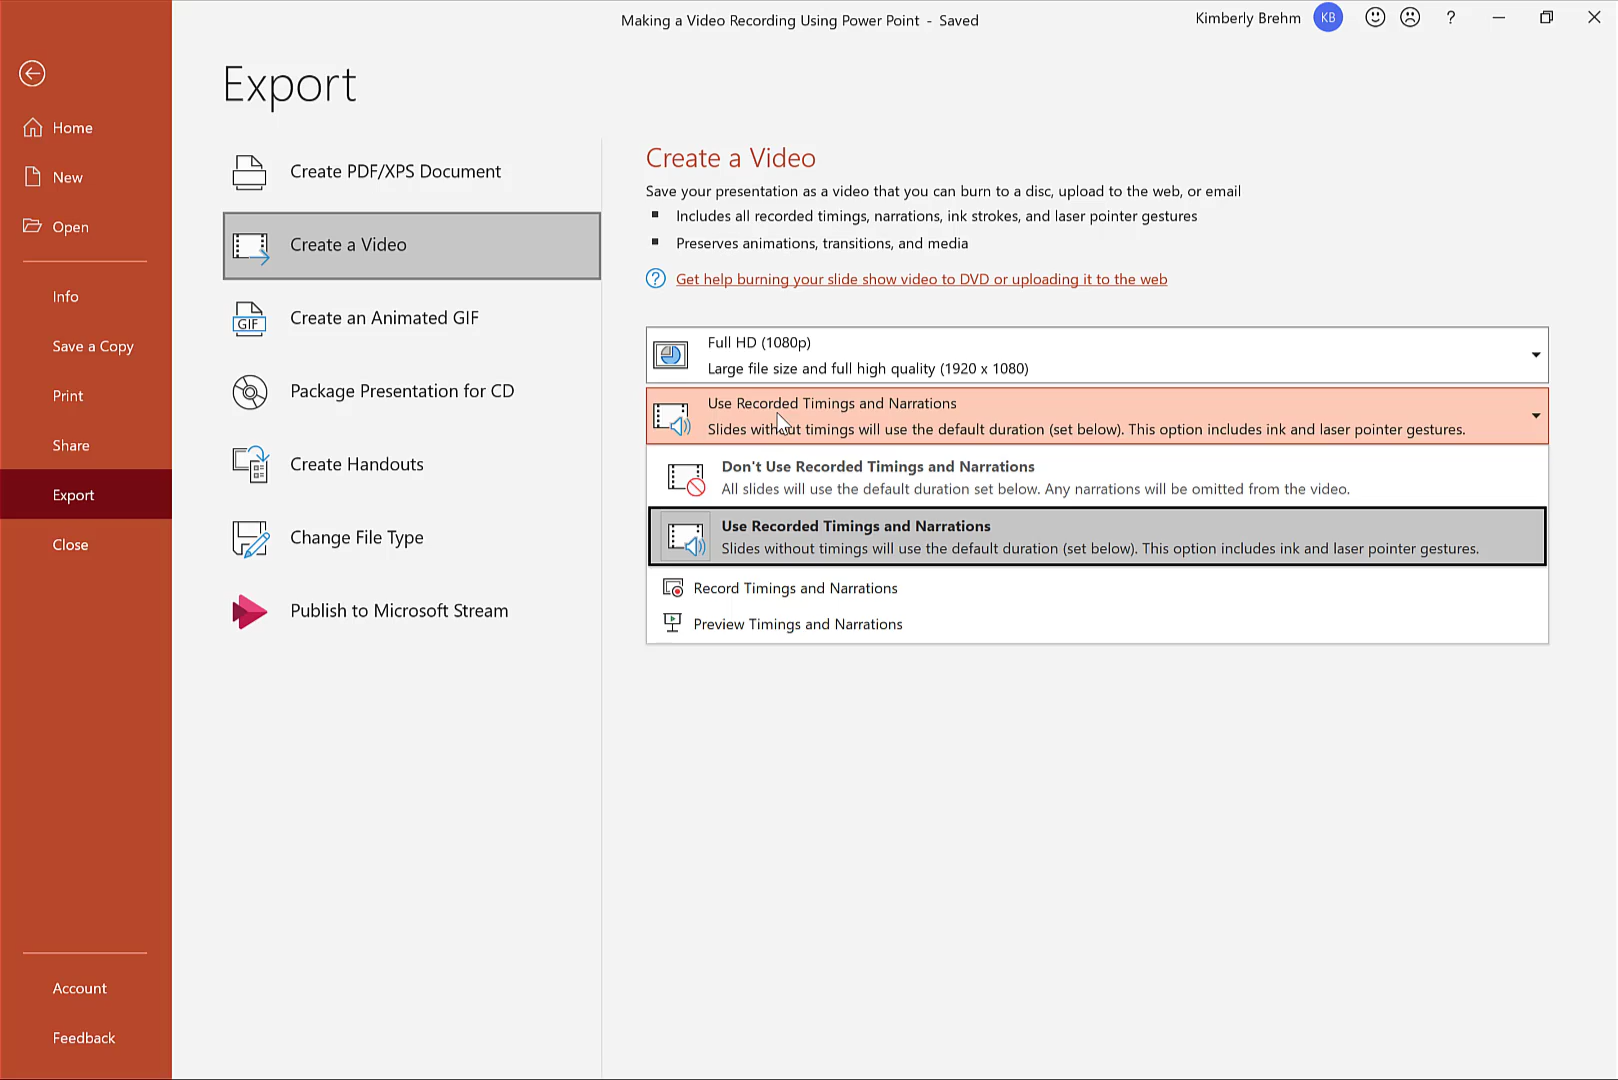 Making a Video Recording Using Power Point - Saved
Kimberly Brehm
KB
?
Export
Home
New
Open
Info
Save a Copy
Print
Share
Export
Close
Account
Feedback
Create PDF/XPS Document
Create a Video
GIF
Create an Animated GIF
Package Presentation for CD
Create Handouts
Change File Type
Publish to Microsoft Stream
Create a Video
Save your presentation as a video that you can burn to a disc, upload to the web, or email
Includes all recorded timings, narrations, ink strokes, and laser pointer gestures
Preserves animations, transitions, and media
? Get help burning your slide show video to DVD or uploading it to the web
Full HD (1080p)
Large file size and full high quality (1920 x 1080)
Use Recorded Timings and Narrations
Slides without timings will use the default duration (set below). This option includes ink and laser pointer gestures.
Don't Use Recorded Timings and Narrations
All slides will use the default duration set below. Any narrations will be omitted from the video.
Use Recorded Timings and Narrations
Slides without timings will use the default duration (set below). This option includes ink and laser pointer gestures.
Record Timings and Narrations
Preview Timings and Narrations